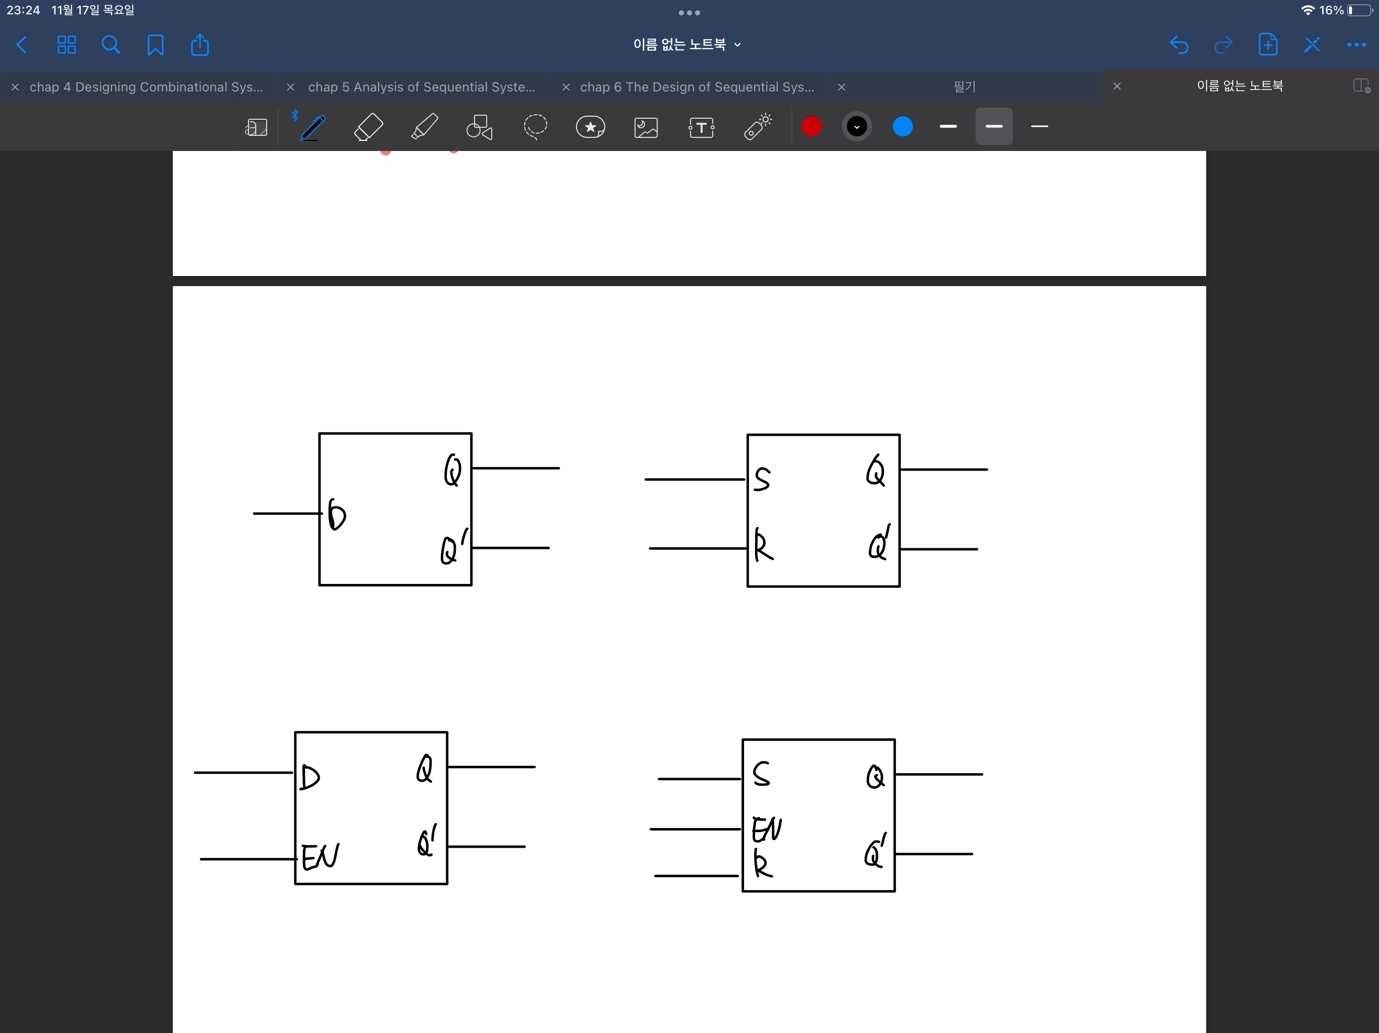 23:24 11월 17일 목요일 16%
이름 없는 노트북
chap 4 Designing Combinational Sys... chap 5 Analysis of Sequential Syste... chap 6 The Design of Sequential Sys... 필기 이름 없는 노트북
T
Q
D
Q'
S Q
R Q'
D Q
EN Q'
S Q
EN
R Q'